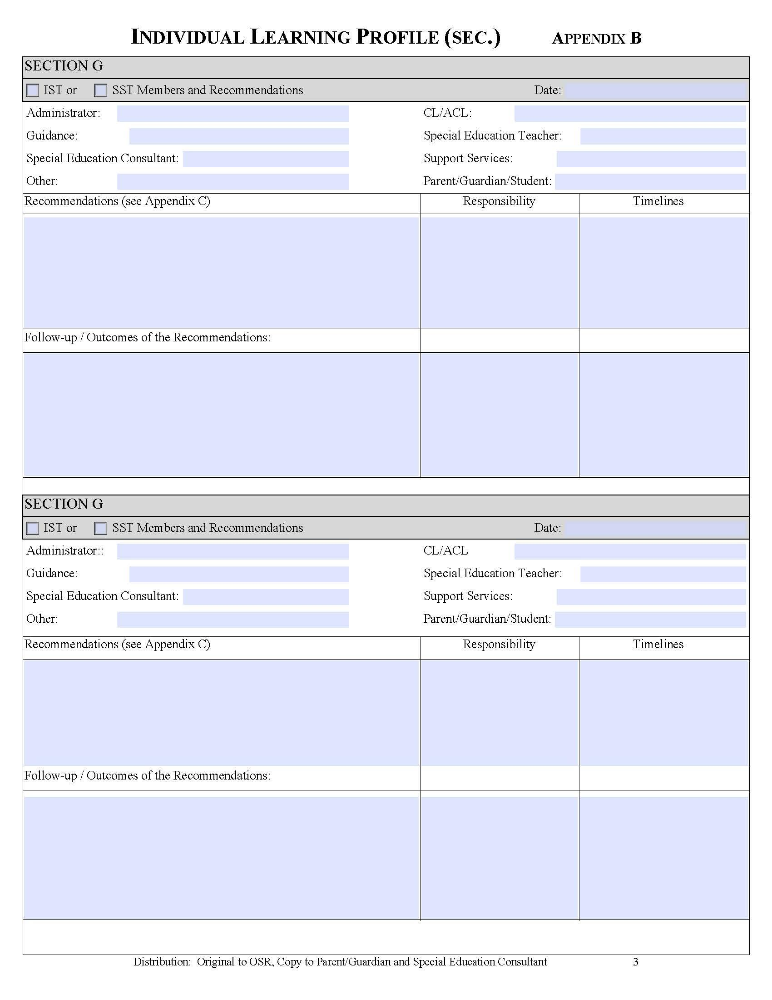 INDIVIDUAL LEARNING PROFILE (SEC.) APPENDIX B
SECTION G
IST or SST Members and Recommendations Date:
Administrator: CL/ACL:
Guidance: Special Education Teacher:
Special Education Consultant: Support Services:
Other: Parent/Guardian/Student:
Recommendations (see Appendix C) Responsibility Timelines
Follow-up / Outcomes of the Recommendations:
SECTION G
IST or SST Members and Recommendations Date:
Administrator:: CL/ACL
Guidance: Special Education Teacher:
Special Education Consultant: Support Services:
Other: Parent/Guardian/Student:
Recommendations (see Appendix C) Responsibility Timelines
Follow-up / Outcomes of the Recommendations:
Distribution: Original to OSR, Copy to Parent/Guardian and Special Education Consultant 3